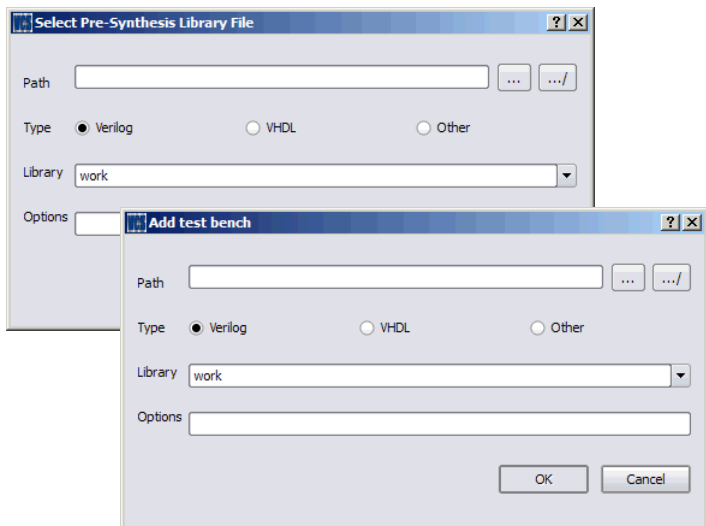 Select Pre-Synthesis Library File
Path ... .../
Type Verilog VHDL Other
Library work
Options
Add test bench
Path ... .../
Type Verilog VHDL Other
Library work
Options
OK Cancel